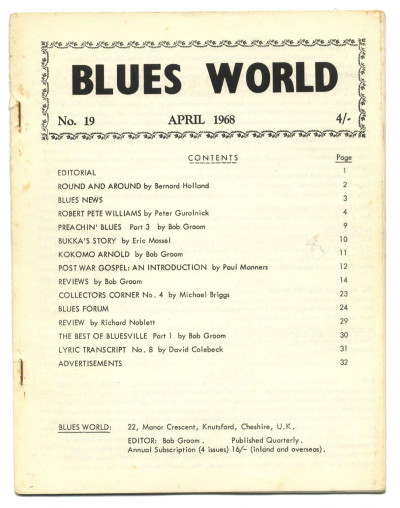 BLUES WORLD
No. 19 APRIL 1968 4/-
CONTENTS Page
EDITORIAL 1
ROUND AND AROUND by Bernard Holland 2
BLUES NEWS 3
ROBERT PETE WILLIAMS by Peter Guralnick 4
PREACHIN' BLUES Part 3 by Bob Groom 9
BUKKA'S STORY by Eric Mossel 10
KOKOMO ARNOLD by Bob Groom 11
POST WAR GOSPEL: AN INTRODUCTION by Paul Manners 12
REVIEWS by Bob Groom 14
COLLECTORS CORNER No. 4 by Michael Briggs 23
BLUES FORUM 24
REVIEW by Richard Noblett 29
THE BEST OF BLUESVILLE Part 1 by Bob Groom 30
LYRIC TRANSCRIPT No. 8 by David Colebeck 31
ADVERTISEMENTS 32
BLUES WORLD: 22, Manor Crescent, Knutsford, Cheshire, U.K.
EDITOR: Bob Groom. Published Quarterly.
Annual Subscription (4 issues) 16/- (inland and overseas).